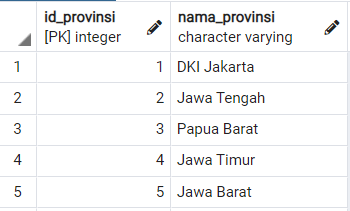 id_provinsi nama_provinsi
[PK] integer character varying
1 1 DKI Jakarta
2 2 Jawa Tengah
3 3 Papua Barat
4 4 Jawa Timur
5 5 Jawa Barat